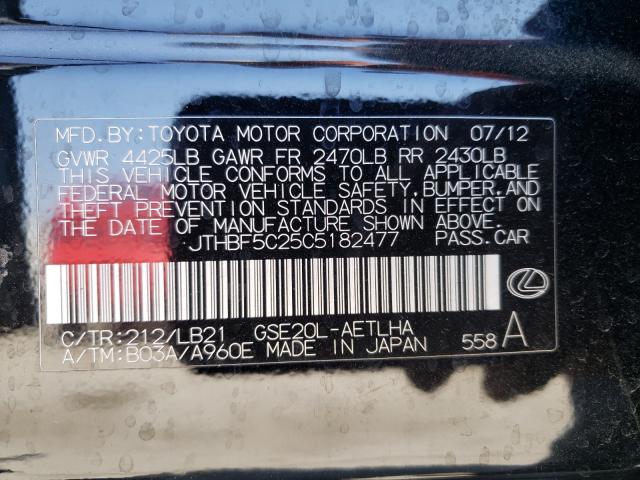 MFD.BY:TOYOTA MOTOR CORPORATION 07/12
GVWR 4425LB GAWR FR 2470LB RR 2430LB
THIS VEHICLE CONFORMS TO ALL APPLICABLE
FEDERAL MOTOR VEHICLE SAFETY,BUMPER,AND
THEFT PREVENTION STANDARDS IN EFFECT ON
THE DATE OF MANUFACTURE SHOWN ABOVE.
JTHBF5C25C5182477 PASS.CAR
C/TR:212/LB21 GSE20L-AETLHA
A/TM:B03A/A960E MADE IN JAPAN 558 A